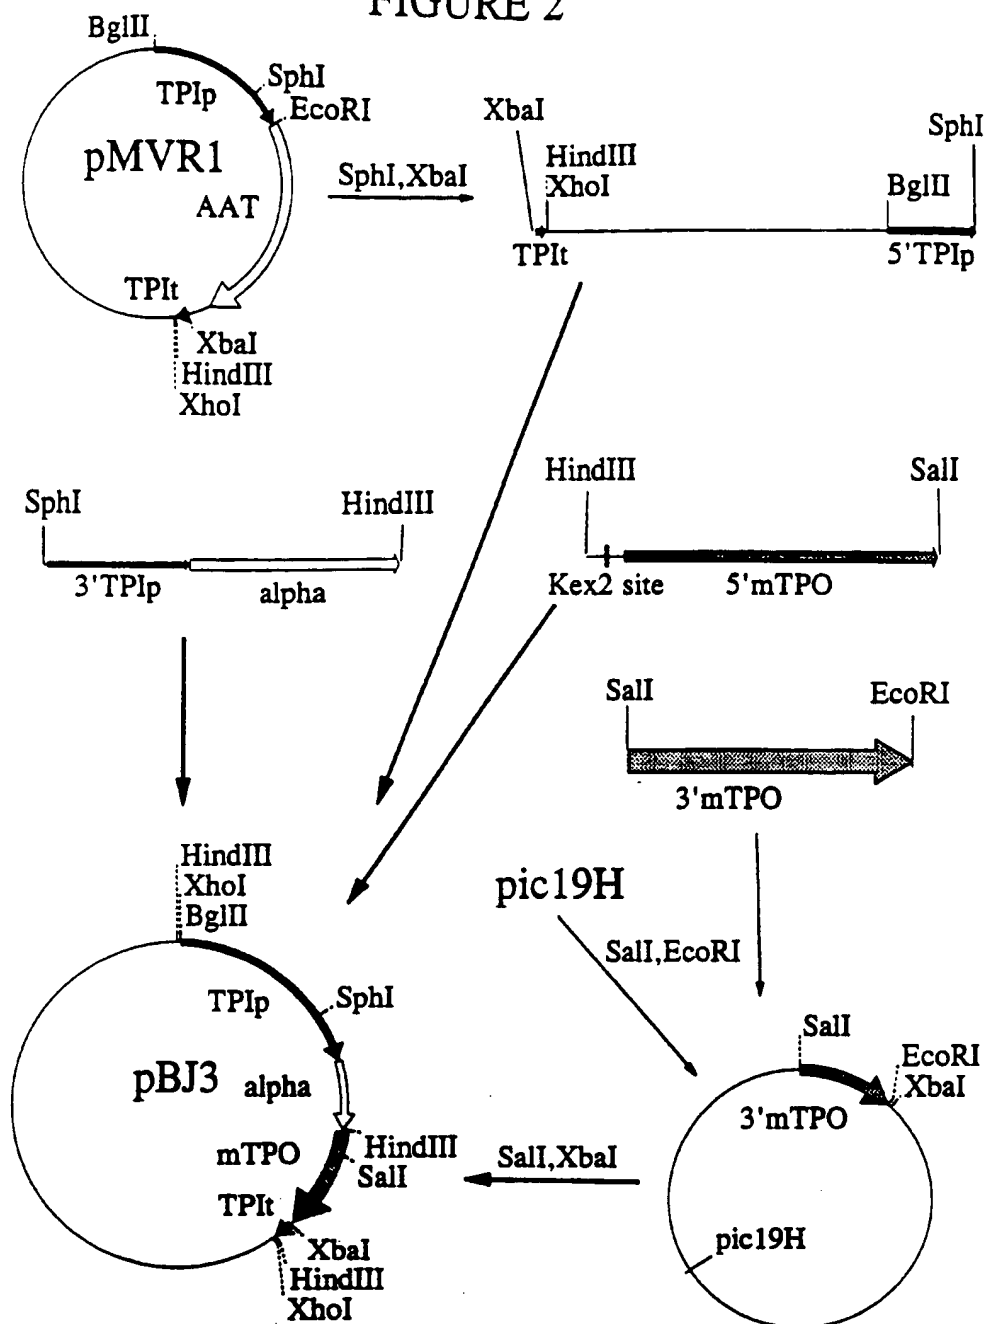 FIGURE 2
BglII
SphI
TPIp
EcoRI
pMVR1
AAT
TPIt
XbaI
HindIII
XhoI
SphI,XbaI
XbaI
SphI
HindIII
XhoI
BglII
TPIt
5'TPIp
SphI
HindIII
3'TPIp
alpha
HindIII
SalI
Kex2 site
5'mTPO
SalI
EcoRI
3'mTPO
pic19H
SalI,EcoRI
HindIII
XhoI
BglII
TPIp
SphI
pBJ3
alpha
mTPO
HindIII
SalI
TPIt
XbaI
HindIII
XhoI
SalI,XbaI
SalI
EcoRI
XbaI
3'mTPO
pic19H